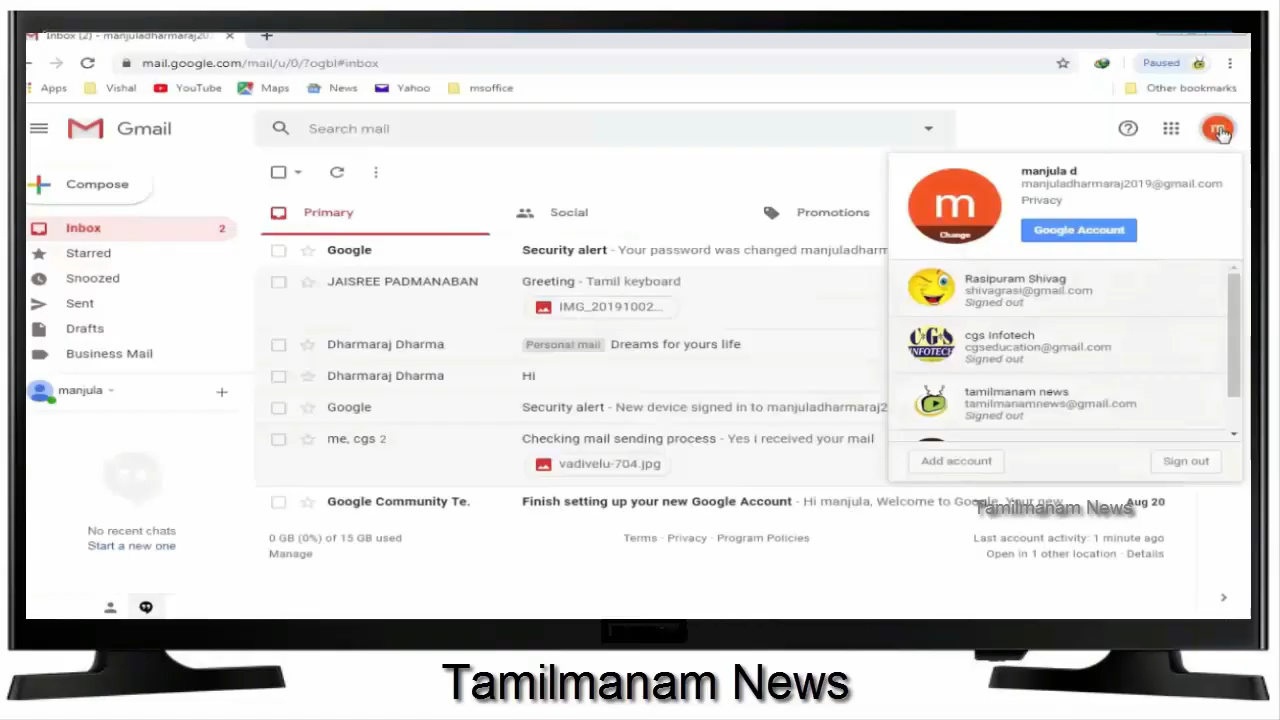 Inbox (2) - manjuladharmaraj201
mail.google.com/mail/u/0/?ogbl#inbox
Paused
Apps
Vishal
YouTube
Maps
News
Yahoo
msoffice
Other bookmarks
Gmail
Search mail
m
Compose
Inbox 2
Starred
Snoozed
Sent
Drafts
Business Mail
manjula
No recent chats
Start a new one
Primary
Social
Promotions
Google Security alert - Your password was changed manjuladharm
JAISREE PADMANABAN Greeting - Tamil keyboard
IMG_20191002...
Dharmaraj Dharma Personal mail Dreams for yours life
Dharmaraj Dharma Hi
Google Security alert - New device signed in to manjuladharmaraj2
me, cgs 2 Checking mail sending process - Yes i received your mail
vadivelu-704.jpg
Google Community Te. Finish setting up your new Google Account - Hi manjula, Welcome to Google. Your new Aug 20
0 GB (0%) of 15 GB used
Manage
Terms · Privacy · Program Policies
Last account activity: 1 minute ago
Open in 1 other location · Details
m
Change
manjula d
manjuladharmaraj2019@gmail.com
Privacy
Google Account
Rasipuram Shivag
shivagrasi@gmail.com
Signed out
CGS
INFOTECH
cgs Infotech
cgseducation@gmail.com
Signed out
tamilmanam news
tamilmanamnews@gmail.com
Signed out
Add account
Sign out
Tamilmanam News
Tamilmanam News